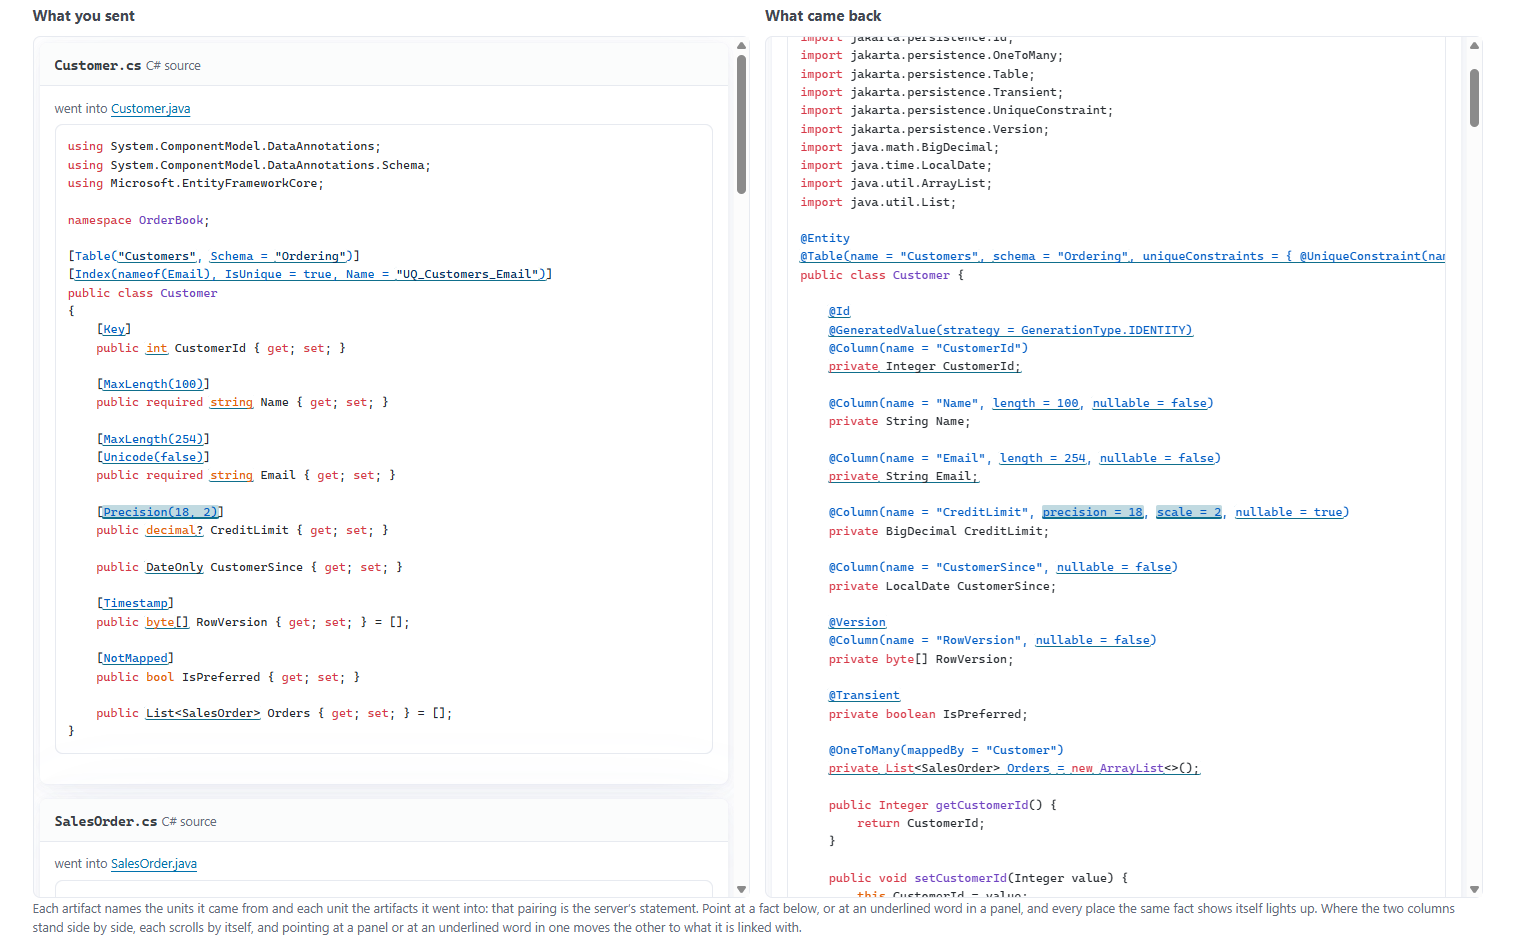 What you sent
Customer.cs C# source
went into Customer.java
using System.ComponentModel.DataAnnotations;
using System.ComponentModel.DataAnnotations.Schema;
using Microsoft.EntityFrameworkCore;
namespace OrderBook;
[Table("Customers", Schema = "Ordering")]
[Index(nameof(Email), IsUnique = true, Name = "UQ_Customers_Email")]
public class Customer
{
[Key]
public int CustomerId { get; set; }
[MaxLength(100)]
public required string Name { get; set; }
[MaxLength(254)]
[Unicode(false)]
public required string Email { get; set; }
[Precision(18, 2)]
public decimal? CreditLimit { get; set; }
public DateOnly CustomerSince { get; set; }
[Timestamp]
public byte[] RowVersion { get; set; } = [];
[NotMapped]
public bool IsPreferred { get; set; }
public List<SalesOrder> Orders { get; set; } = [];
}
SalesOrder.cs C# source
went into SalesOrder.java
What came back
import jakarta.persistence.Id;
import jakarta.persistence.OneToMany;
import jakarta.persistence.Table;
import jakarta.persistence.Transient;
import jakarta.persistence.UniqueConstraint;
import jakarta.persistence.Version;
import java.math.BigDecimal;
import java.time.LocalDate;
import java.util.ArrayList;
import java.util.List;
@Entity
@Table(name = "Customers", schema = "Ordering", uniqueConstraints = { @UniqueConstraint(nam
public class Customer {
@Id
@GeneratedValue(strategy = GenerationType.IDENTITY)
@Column(name = "CustomerId")
private Integer CustomerId;
@Column(name = "Name", length = 100, nullable = false)
private String Name;
@Column(name = "Email", length = 254, nullable = false)
private String Email;
@Column(name = "CreditLimit", precision = 18, scale = 2, nullable = true)
private BigDecimal CreditLimit;
@Column(name = "CustomerSince", nullable = false)
private LocalDate CustomerSince;
@Version
@Column(name = "RowVersion", nullable = false)
private byte[] RowVersion;
@Transient
private boolean IsPreferred;
@OneToMany(mappedBy = "Customer")
private List<SalesOrder> Orders = new ArrayList<>();
public Integer getCustomerId() {
return CustomerId;
}
public void setCustomerId(Integer value) {
this CustomerId = value;
Each artifact names the units it came from and each unit the artifacts it went into: that pairing is the server's statement. Point at a fact below, or at an underlined word in a panel, and every place the same fact shows itself lights up. Where the two columns
stand side by side, each scrolls by itself, and pointing at a panel or at an underlined word in one moves the other to what it is linked with.